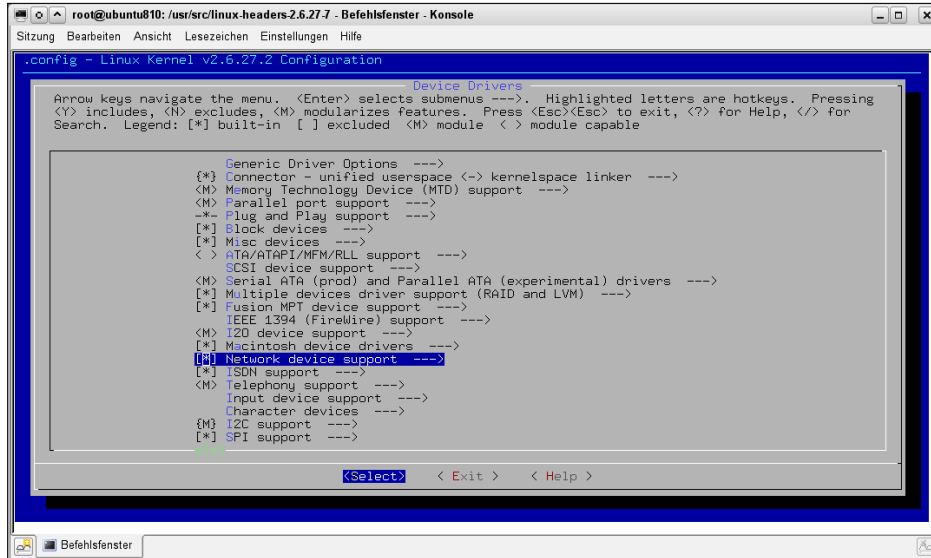 root@ubuntu810: /usr/src/linux-headers-2.6.27-7 - Befehlsfenster - Konsole
Sitzung Bearbeiten Ansicht Lesezeichen Einstellungen Hilfe
.config - Linux Kernel v2.6.27.2 Configuration
Device Drivers
Arrow keys navigate the menu. <Enter> selects submenus --->. Highlighted letters are hotkeys. Pressing
<Y> includes, <N> excludes, <M> modularizes features. Press <Esc><Esc> to exit, <?> for Help, </> for
Search. Legend: [*] built-in [ ] excluded <M> module < > module capable
Generic Driver Options --->
{*} Connector - unified userspace <-> kernelspace linker --->
<M> Memory Technology Device (MTD) support --->
<M> Parallel port support --->
-*- Plug and Play support --->
[*] Block devices --->
[*] Misc devices --->
< > ATA/ATAPI/MFM/RLL support --->
SCSI device support --->
<M> Serial ATA (prod) and Parallel ATA (experimental) drivers --->
[*] Multiple devices driver support (RAID and LVM) --->
[*] Fusion MPT device support --->
IEEE 1394 (FireWire) support --->
<M> I2O device support --->
[*] Macintosh device drivers --->
[*] Network device support --->
[*] ISDN support --->
<M> Telephony support --->
Input device support --->
Character devices --->
{M} I2C support --->
[*] SPI support --->
<Select> < Exit > < Help >
Befehlsfenster